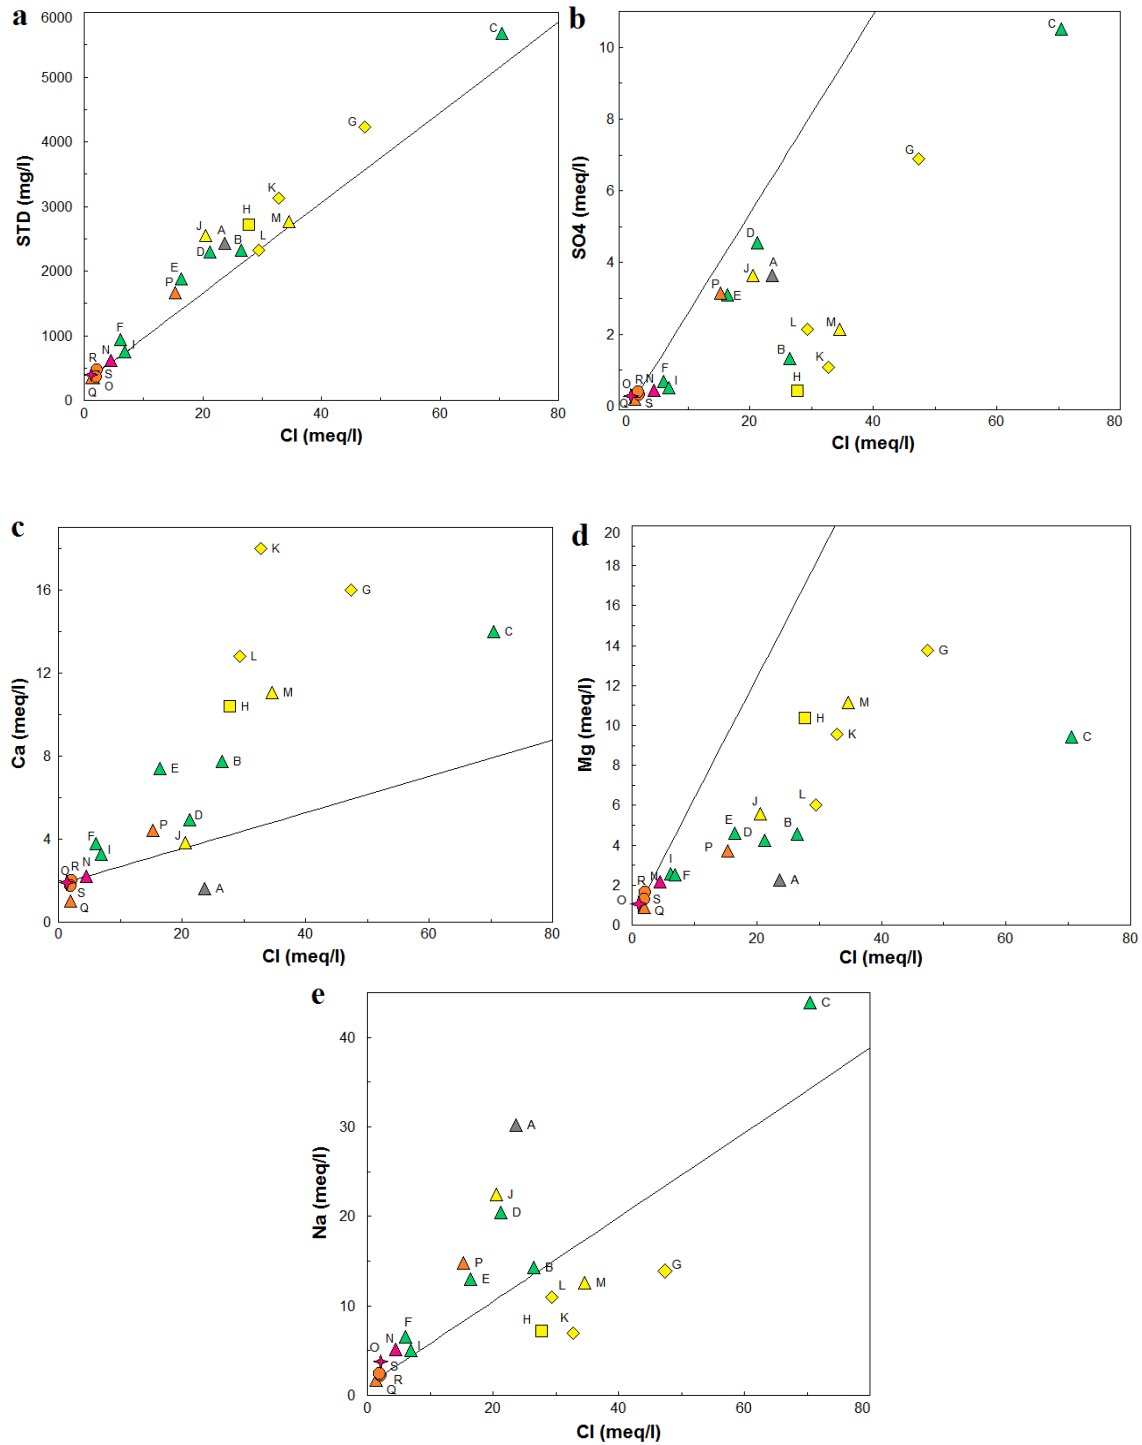 a
6000
5000
4000
3000
2000
1000
0
STD (mg/l)
C
G
K
H
M
J
A
B
L
D
E
P
F
N
I
R
S
Q
O
0 20 40 60 80
Cl (meq/l)
b
10
8
6
4
2
0
SO4 (meq/l)
C
G
D
J
A
P
E
L
M
B
K
H
F
I
O
R
N
Q
S
0 20 40 60 80
Cl (meq/l)
c
16
12
8
4
0
Ca (meq/l)
K
G
C
L
M
H
E
B
D
P
J
F
I
A
N
O
R
S
Q
0 20 40 60 80
Cl (meq/l)
d
20
18
16
14
12
10
8
6
4
2
0
Mg (meq/l)
G
M
H
K
C
L
J
E
D
B
P
A
I
F
R
N
O
S
Q
0 20 40 60 80
Cl (meq/l)
e
40
30
20
10
0
Na (meq/l)
C
A
J
D
P
E
B
G
L
M
H
K
F
N
I
O
S
R
Q
0 20 40 60 80
Cl (meq/l)